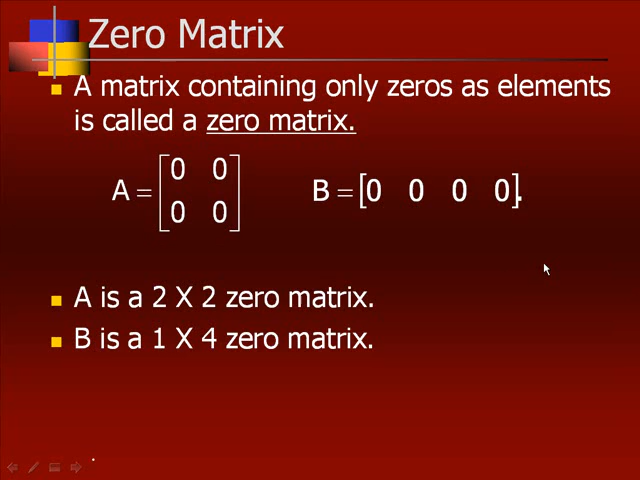 Zero Matrix
A matrix containing only zeros as elements
is called a zero matrix.
A = [0 0
0 0]
B = [0 0 0 0].
A is a 2 X 2 zero matrix.
B is a 1 X 4 zero matrix.
.